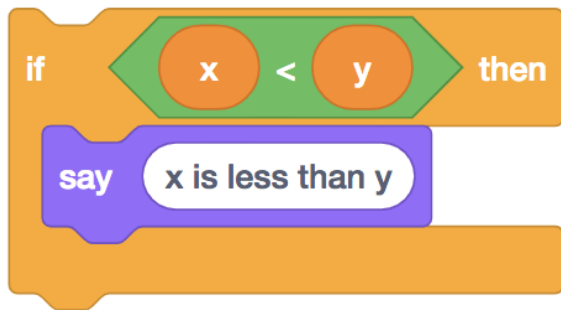 if x < y then
say x is less than y